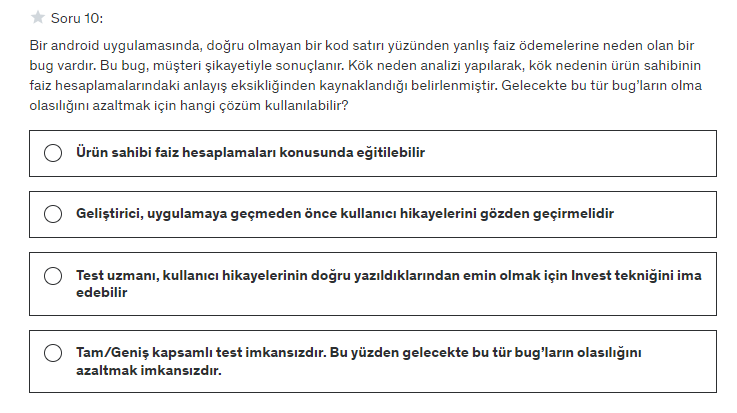 Soru 10:
Bir android uygulamasında, doğru olmayan bir kod satırı yüzünden yanlış faiz ödemelerine neden olan bir
bug vardır. Bu bug, müşteri şikayetiyle sonuçlanır. Kök neden analizi yapılarak, kök nedenin ürün sahibinin
faiz hesaplamalarındaki anlayış eksikliğinden kaynaklandığı belirlenmiştir. Gelecekte bu tür bug'ların olma
olasılığını azaltmak için hangi çözüm kullanılabilir?
Ürün sahibi faiz hesaplamaları konusunda eğitilebilir
Geliştirici, uygulamaya geçmeden önce kullanıcı hikayelerini gözden geçirmelidir
Test uzmanı, kullanıcı hikayelerinin doğru yazıldıklarından emin olmak için Invest tekniğini ima
edebilir
Tam/Geniş kapsamlı test imkansızdır. Bu yüzden gelecekte bu tür bug'ların olasılığını
azaltmak imkansızdır.